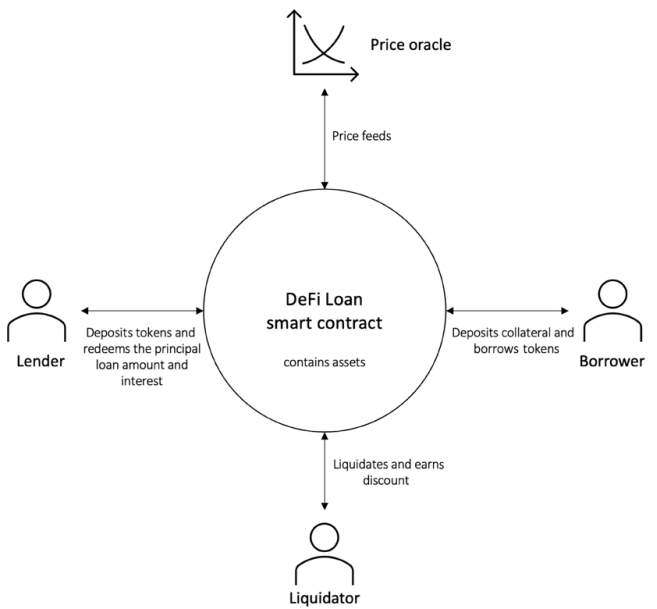 Price oracle
Price feeds
DeFi Loan
smart contract
contains assets
Deposits tokens and
redeems the principal
loan amount and
interest
Lender
Deposits collateral and
borrows tokens
Borrower
Liquidates and earns
discount
Liquidator